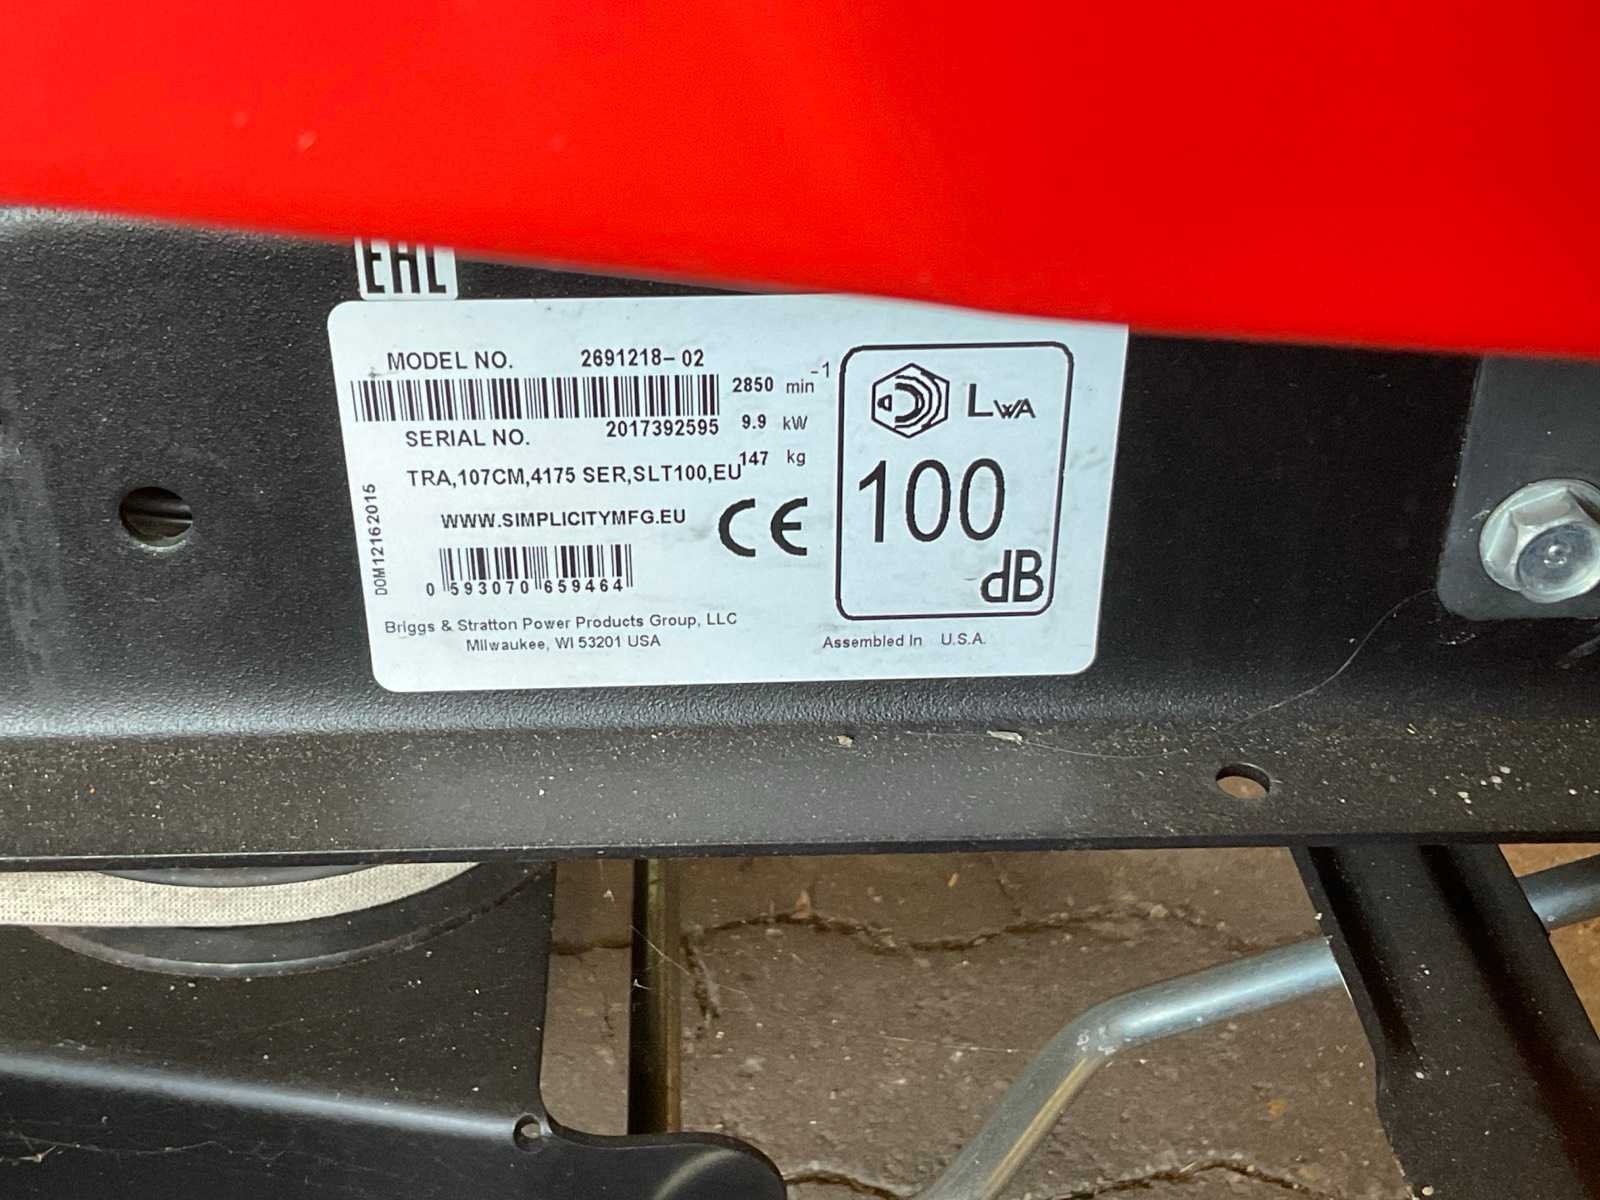 EAC
MODEL NO. 2691218-02
2850 min-1
SERIAL NO. 2017392595
9.9 kW
147 kg
TRA,107CM,4175 SER,SLT100,EU
WWW.SIMPLICITYMFG.EU
CE
DOM12162015
0 593070 659464
Briggs & Stratton Power Products Group, LLC
Milwaukee, WI 53201 USA
LWA
100
dB
Assembled In U.S.A.